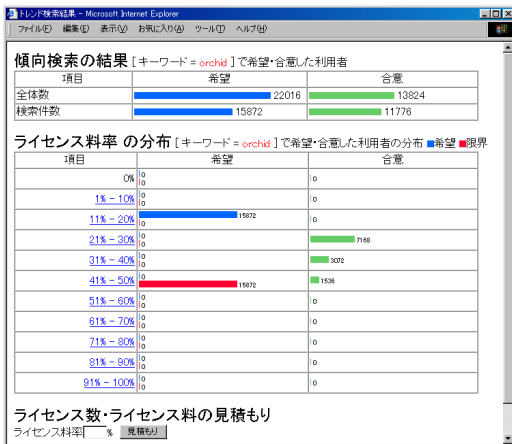 トレンド検索結果 - Microsoft Internet Explorer
ファイル(F) 編集(E) 表示(V) お気に入り(A) ツール(T) ヘルプ(H)
傾向検索の結果 [ キーワード = orchid ] で希望・合意した利用者
項目 希望 合意
全体数 22016 13824
検索件数 15872 11776
ライセンス料率 の分布 [ キーワード = orchid ] で希望・合意した利用者の分布 ■希望 ■限界
項目 希望 合意
0% 0 0
0
1% - 10% 0 0
0
11% - 20% 15872 0
0
21% - 30% 0 7168
0
31% - 40% 0 3072
0
41% - 50% 0 1536
15872
51% - 60% 0 0
0
61% - 70% 0 0
0
71% - 80% 0 0
0
81% - 90% 0 0
0
91% - 100% 0 0
0
ライセンス数・ライセンス料の見積もり
ライセンス料率 % 見積もり